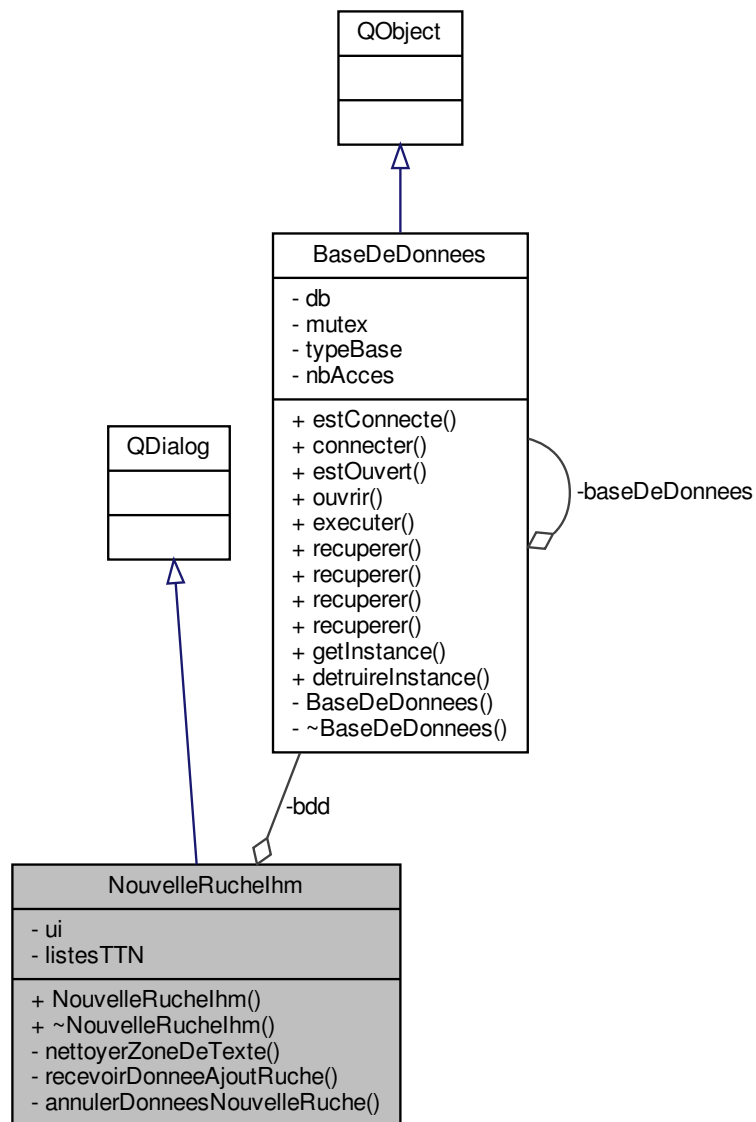 QObject
BaseDeDonnees
- db
- mutex
- typeBase
- nbAcces
+ estConnecte()
+ connecter()
+ estOuvert()
+ ouvrir()
+ executer()
+ recuperer()
+ recuperer()
+ recuperer()
+ recuperer()
+ getInstance()
+ detruireInstance()
- BaseDeDonnees()
- ~BaseDeDonnees()
-baseDeDonnees
QDialog
-bdd
NouvelleRucheIhm
- ui
- listesTTN
+ NouvelleRucheIhm()
+ ~NouvelleRucheIhm()
- nettoyerZoneDeTexte()
- recevoirDonneeAjoutRuche()
- annulerDonneesNouvelleRuche()